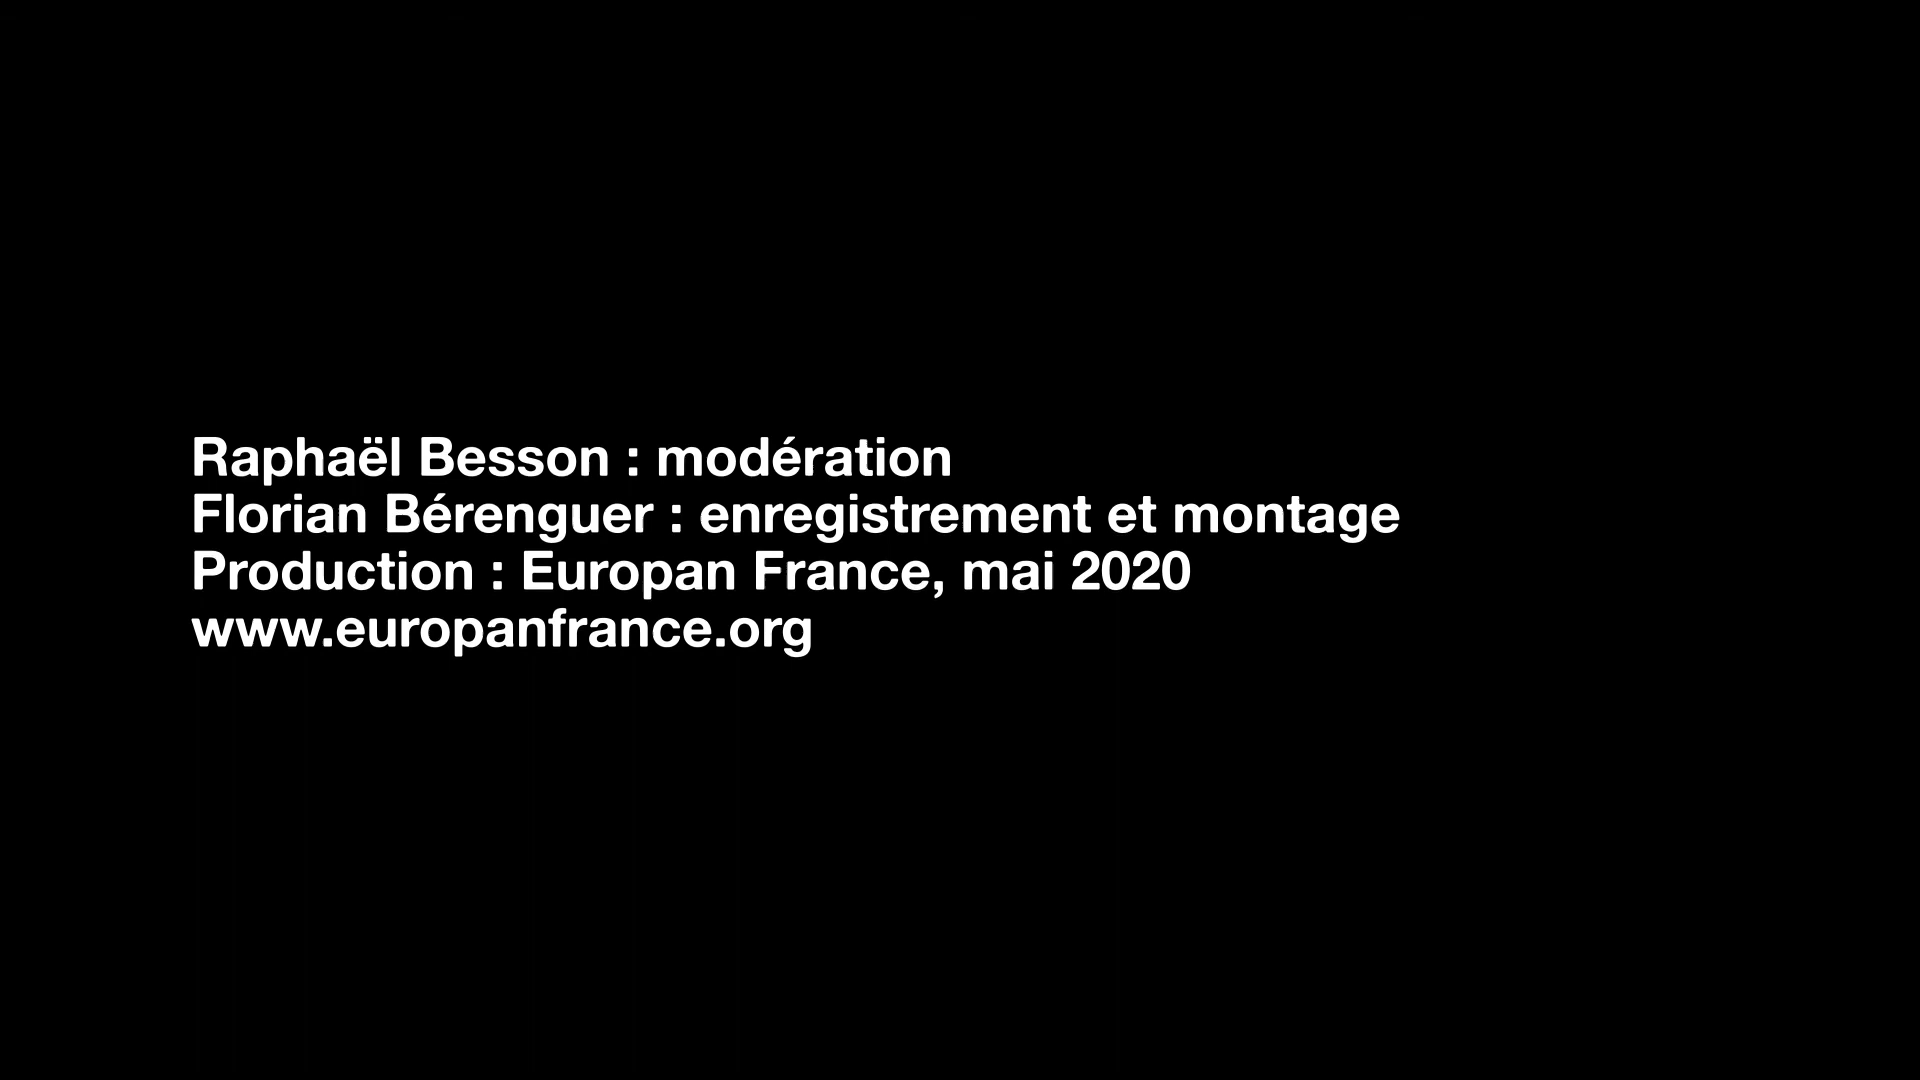 Raphaël Besson : modération
Florian Bérenguer : enregistrement et montage
Production : Europan France, mai 2020
www.europanfrance.org